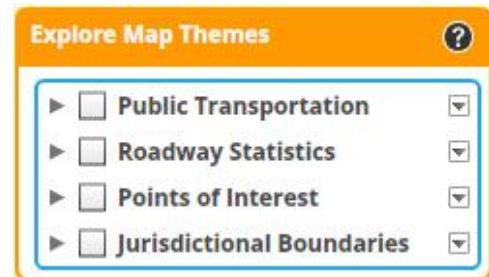 Explore Map Themes ?
Public Transportation
Roadway Statistics
Points of Interest
Jurisdictional Boundaries